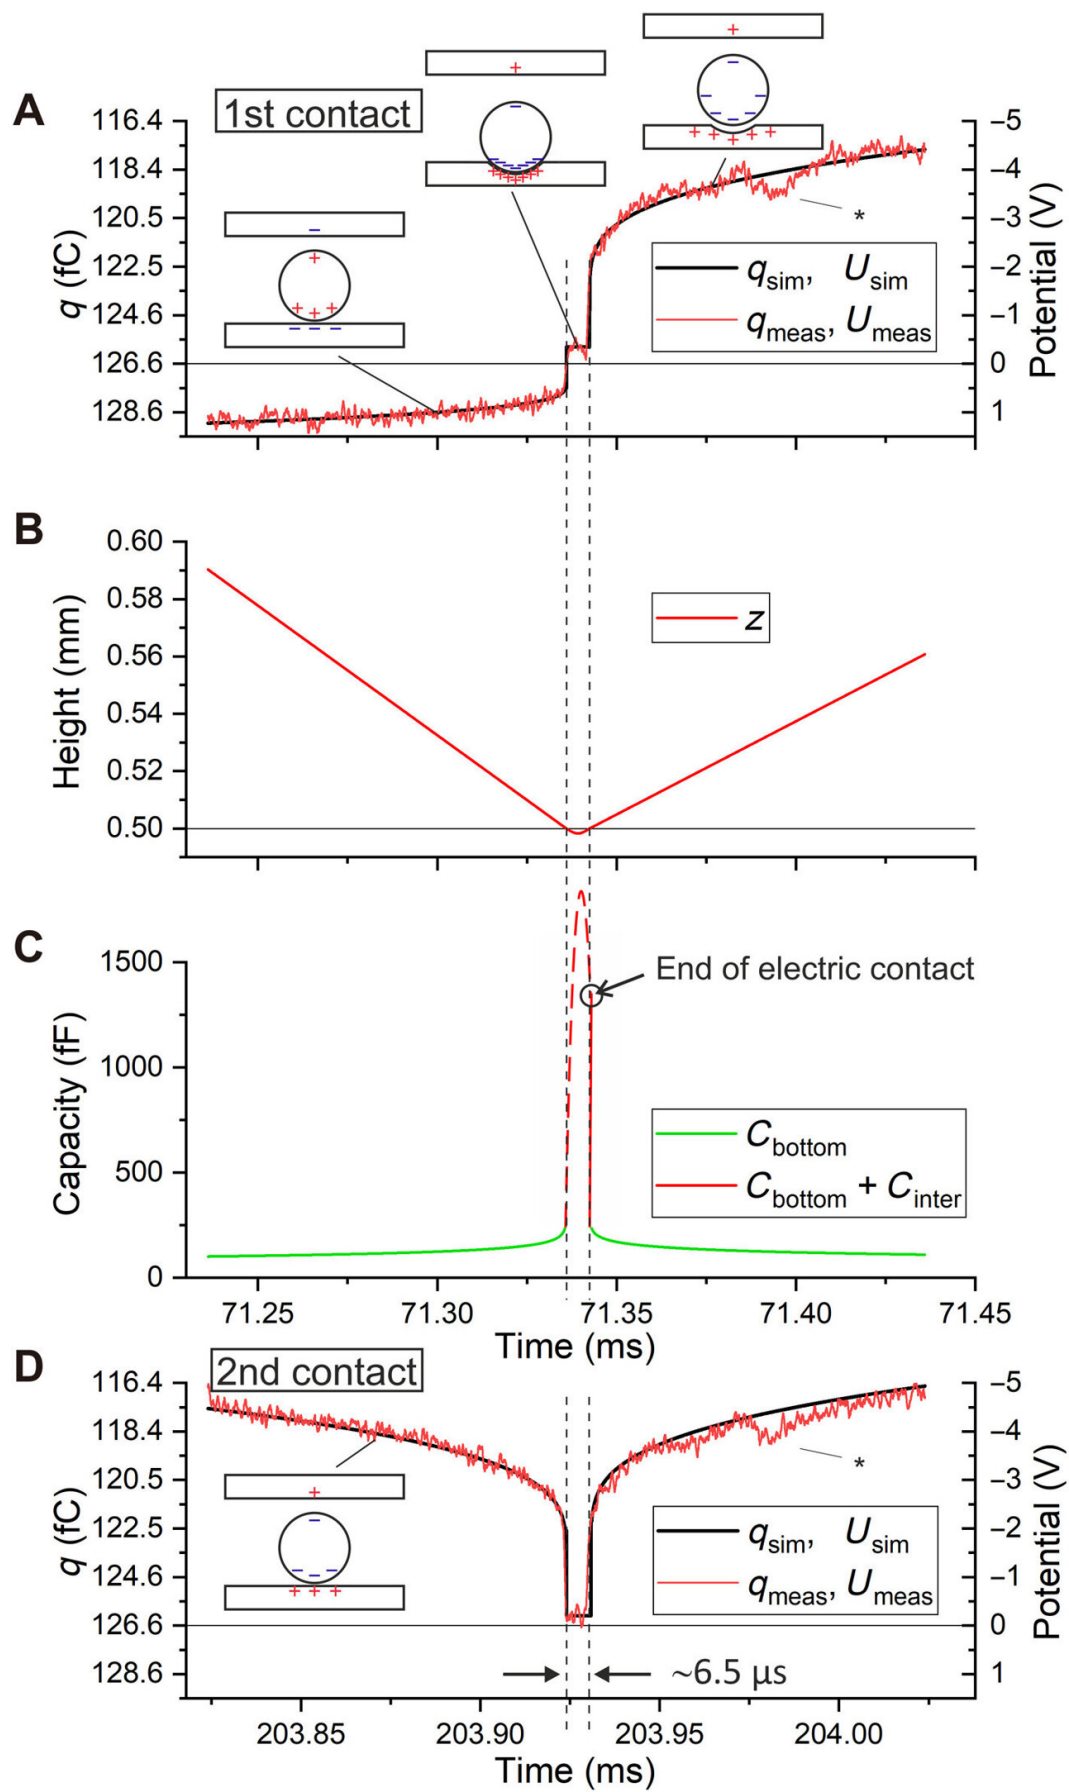 A
1st contact
116.4
118.4
120.5
122.5
124.6
126.6
128.6
q (fC)
−5
−4
−3
−2
−1
0
1
Potential (V)
*
qsim, Usim
qmeas, Umeas
B
0.60
0.58
0.56
0.54
0.52
0.50
Height (mm)
z
C
1500
1000
500
0
Capacity (fF)
End of electric contact
Cbottom
Cbottom + Cinter
71.25 71.30 71.35 71.40 71.45
Time (ms)
D
2nd contact
116.4
118.4
120.5
122.5
124.6
126.6
128.6
q (fC)
−5
−4
−3
−2
−1
0
1
Potential (V)
*
qsim, Usim
qmeas, Umeas
~6.5 µs
203.85 203.90 203.95 204.00
Time (ms)